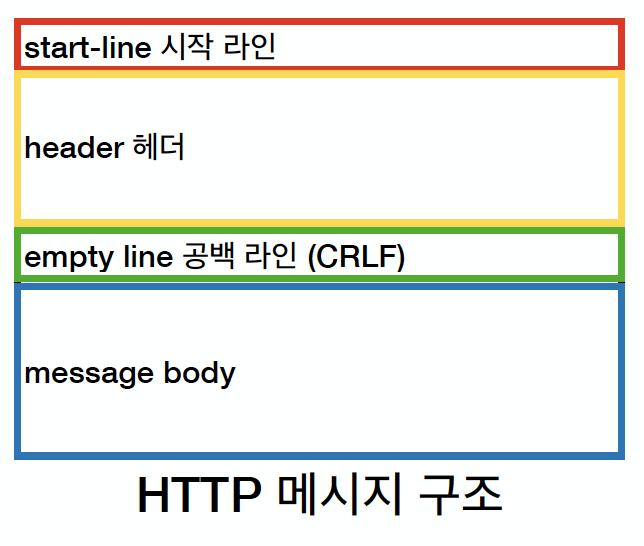 start-line 시작 라인
header 헤더
empty line 공백 라인 (CRLF)
message body
HTTP 메시지 구조